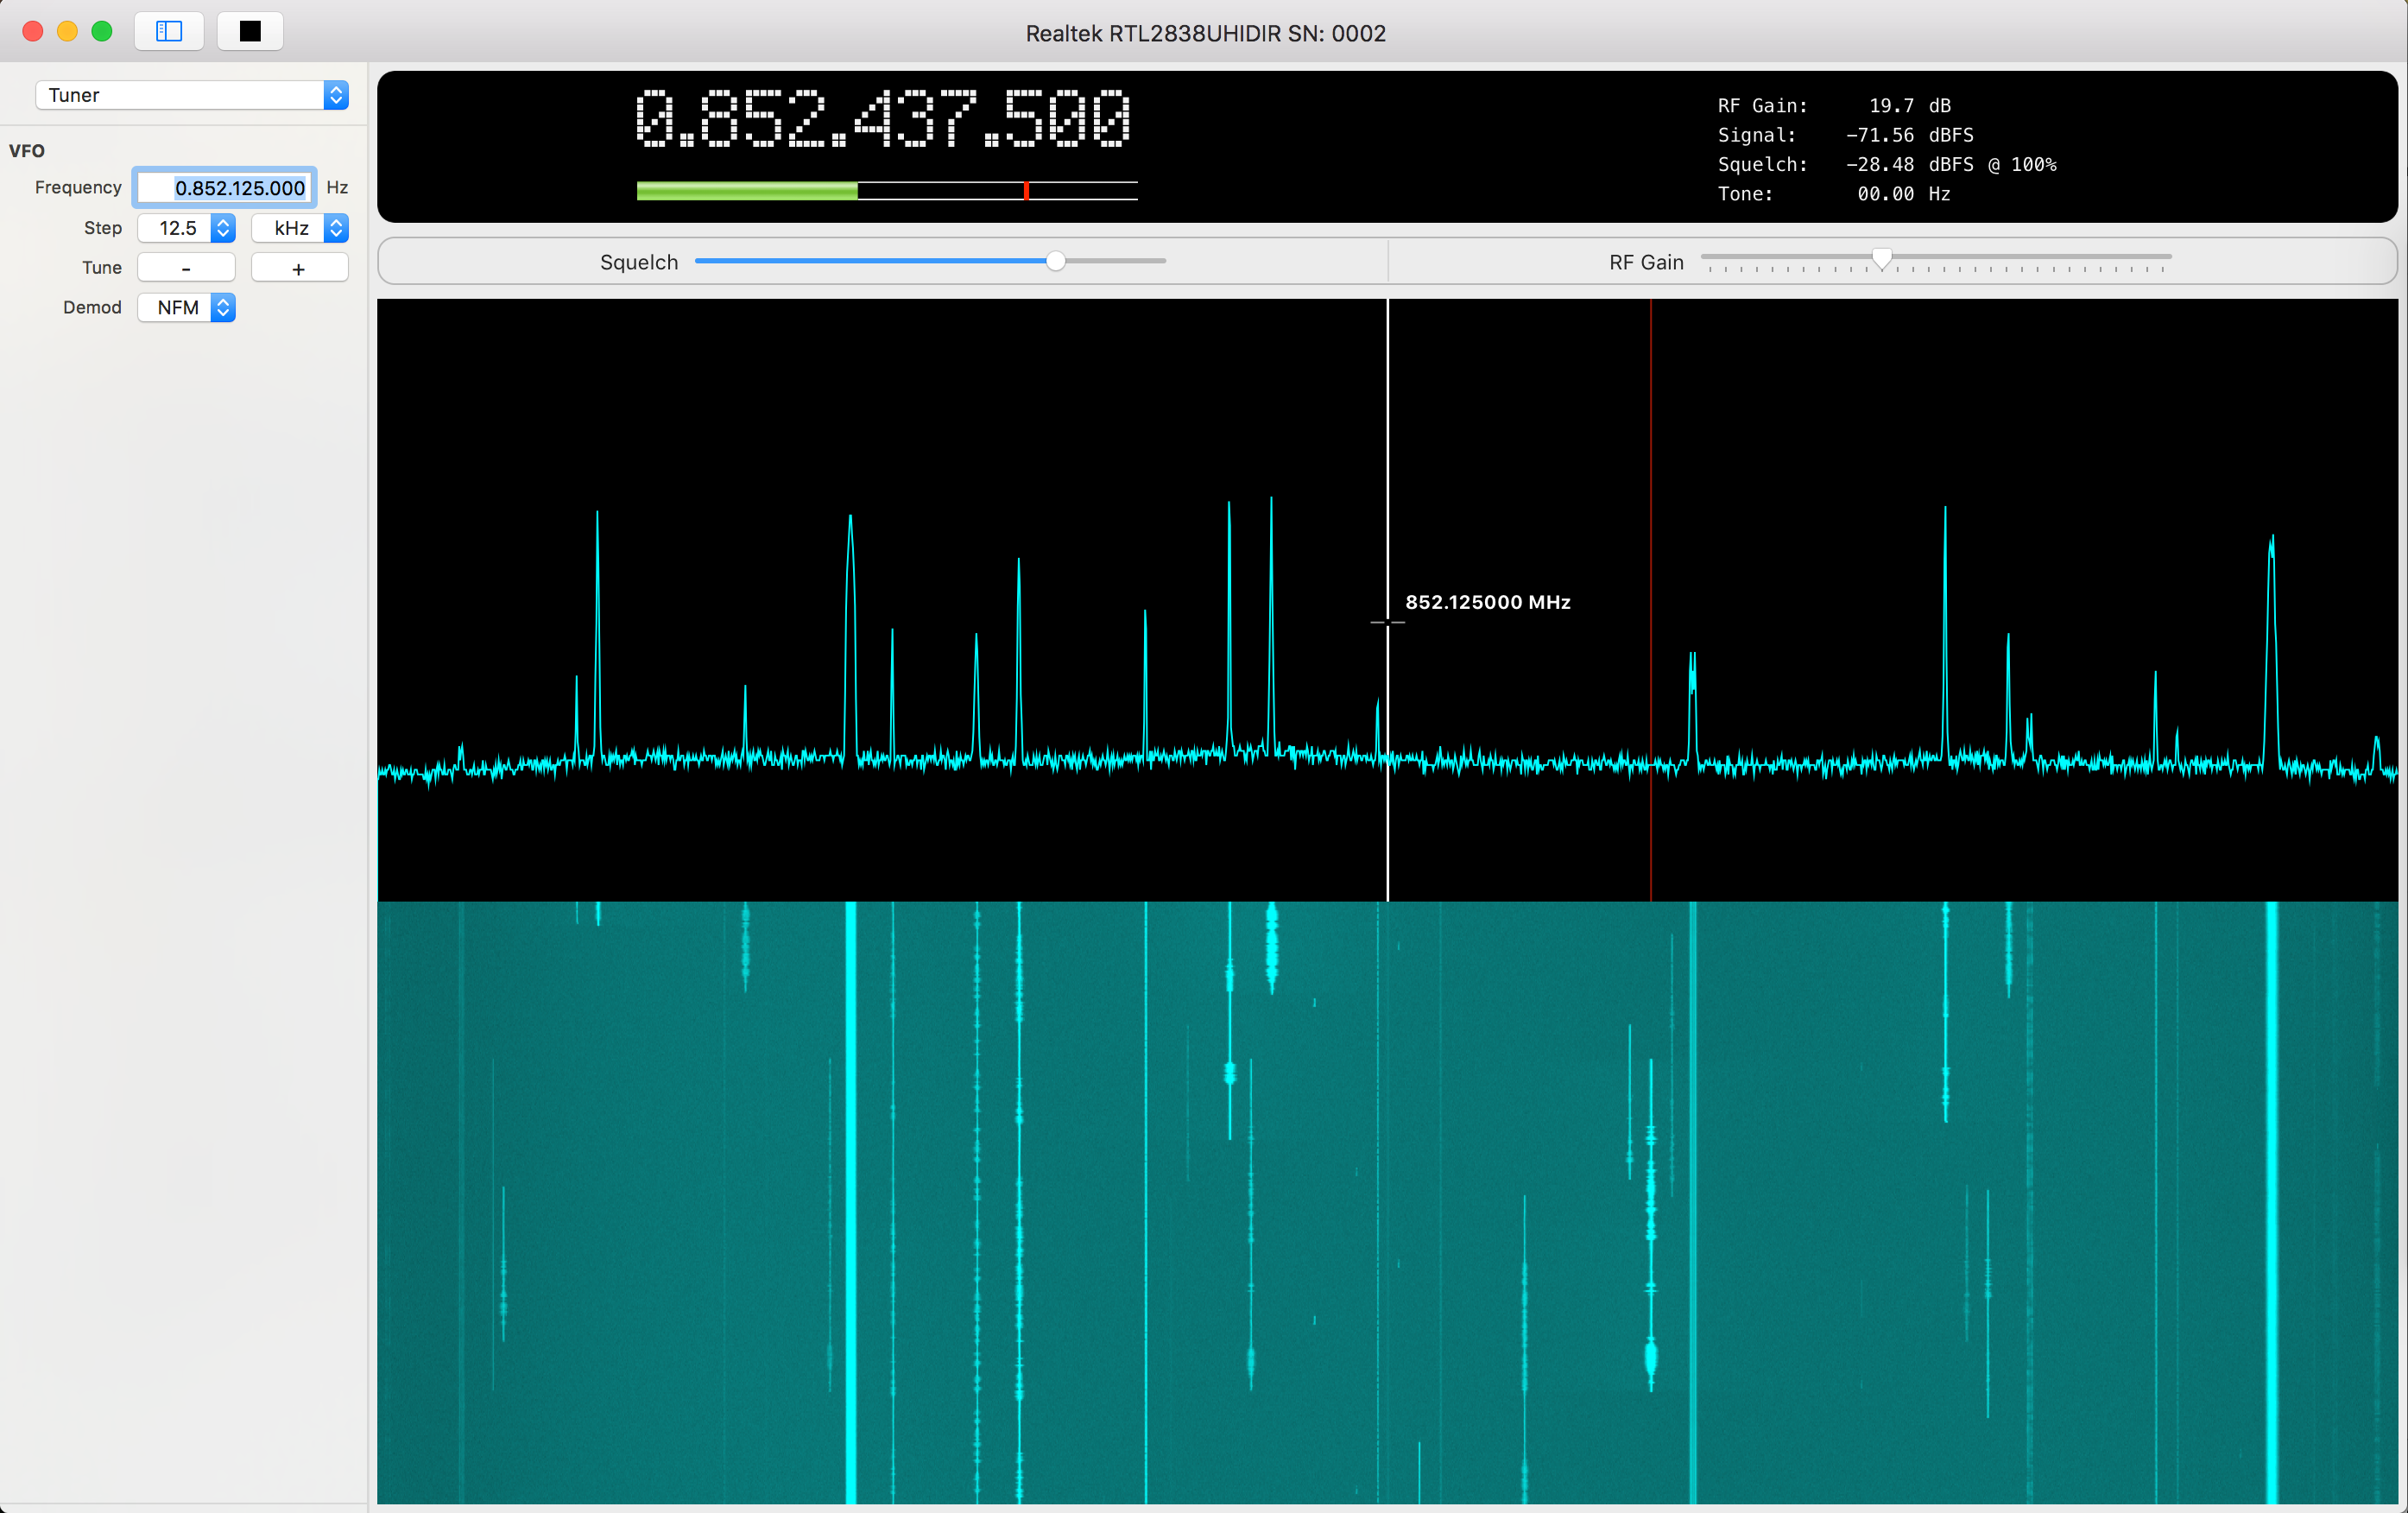 Realtek RTL2838UHIDIR SN: 0002
Tuner
VFO
Frequency 0.852.125.000 Hz
Step 12.5 kHz
Tune - +
Demod NFM
0.852.437.500
RF Gain: 19.7 dB
Signal: -71.56 dBFS
Squelch: -28.48 dBFS @ 100%
Tone: 00.00 Hz
Squelch RF Gain
852.125000 MHz